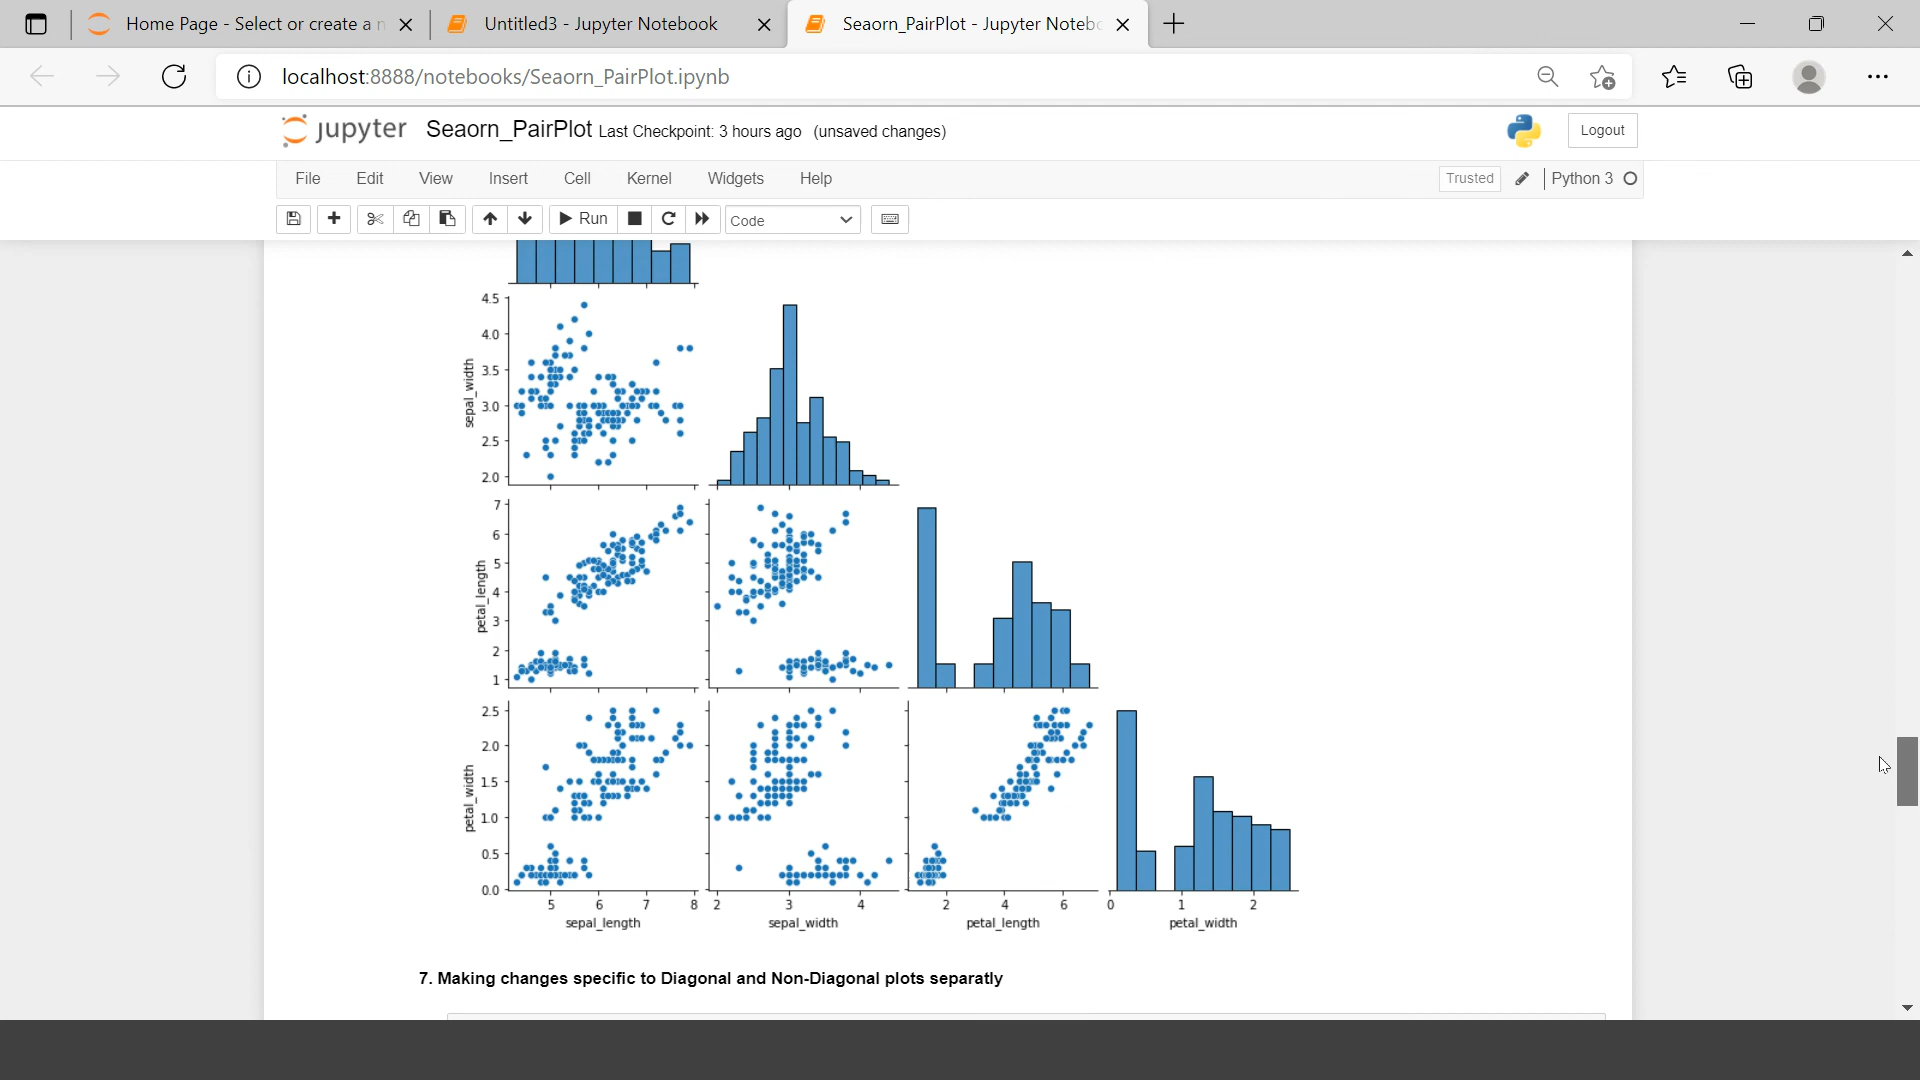 Home Page - Select or create a n
Untitled3 - Jupyter Notebook
Seaorn_PairPlot - Jupyter Notebo
localhost:8888/notebooks/Seaorn_PairPlot.ipynb
jupyter Seaorn_PairPlot Last Checkpoint: 3 hours ago (unsaved changes)
Logout
File Edit View Insert Cell Kernel Widgets Help
Trusted Python 3
Run Code
4.5
4.0
3.5
3.0
2.5
2.0
sepal_width
7
6
5
4
3
2
1
petal_length
2.5
2.0
1.5
1.0
0.5
0.0
petal_width
5 6 7 8 2 3 4 2 4 6 0 1 2
sepal_length sepal_width petal_length petal_width
7. Making changes specific to Diagonal and Non-Diagonal plots separatly